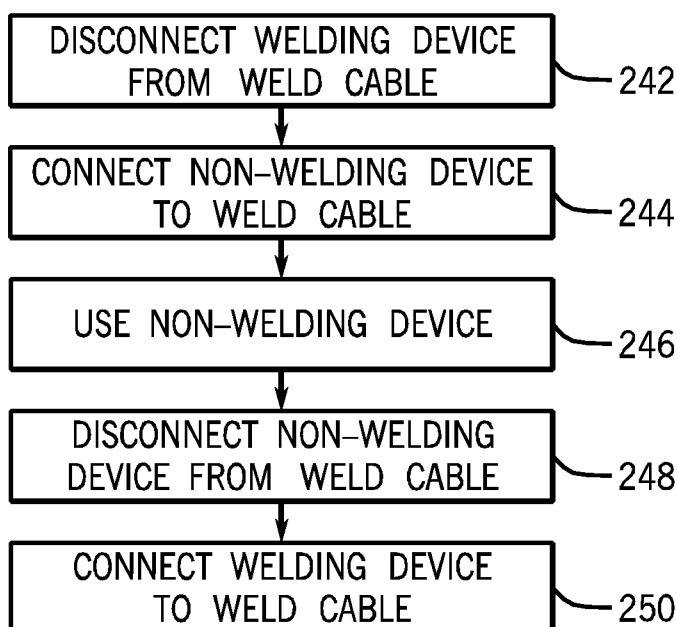 DISCONNECT WELDING DEVICE
FROM WELD CABLE
242
CONNECT NON–WELDING DEVICE
TO WELD CABLE
244
USE NON–WELDING DEVICE
246
DISCONNECT NON–WELDING
DEVICE FROM WELD CABLE
248
CONNECT WELDING DEVICE
TO WELD CABLE
250